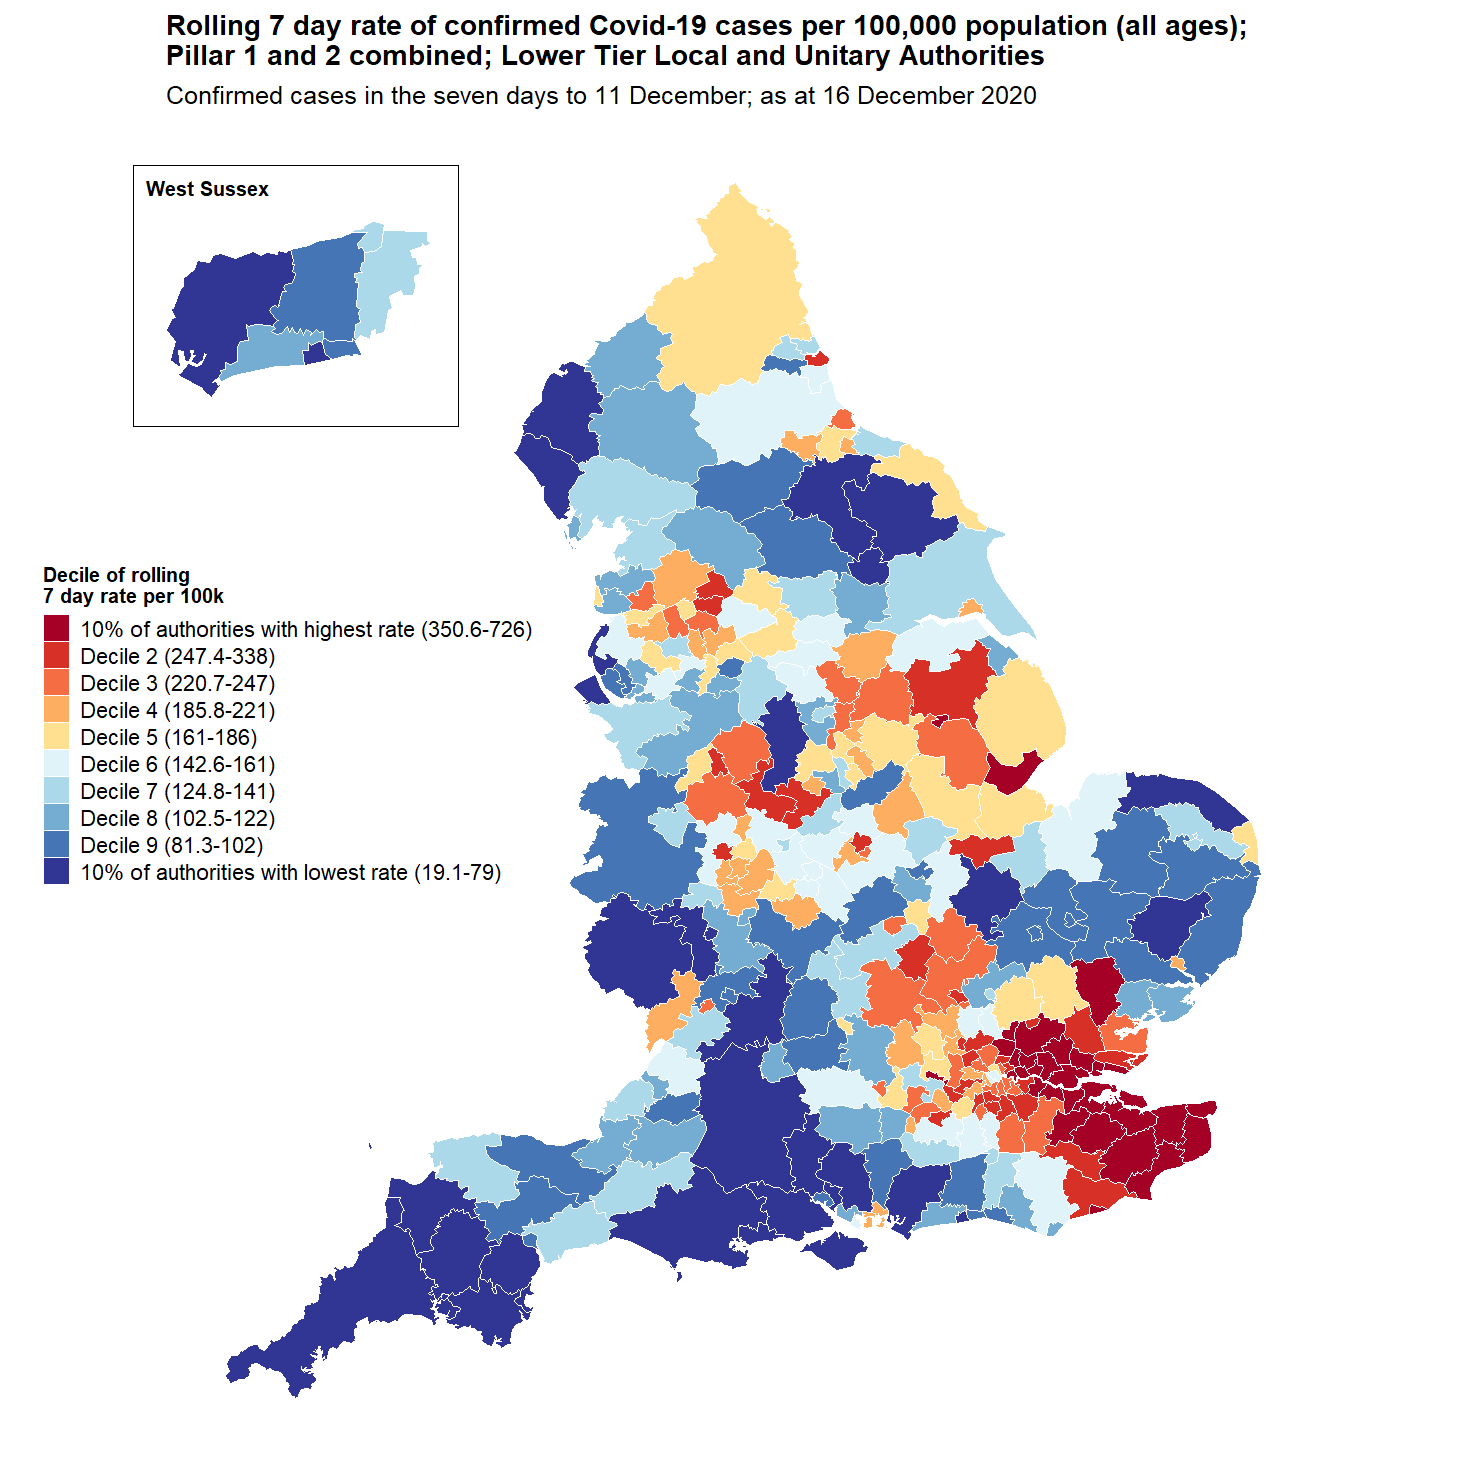 Rolling 7 day rate of confirmed Covid-19 cases per 100,000 population (all ages);
Pillar 1 and 2 combined; Lower Tier Local and Unitary Authorities
Confirmed cases in the seven days to 11 December; as at 16 December 2020
West Sussex
Decile of rolling
7 day rate per 100k
10% of authorities with highest rate (350.6-726)
Decile 2 (247.4-338)
Decile 3 (220.7-247)
Decile 4 (185.8-221)
Decile 5 (161-186)
Decile 6 (142.6-161)
Decile 7 (124.8-141)
Decile 8 (102.5-122)
Decile 9 (81.3-102)
10% of authorities with lowest rate (19.1-79)